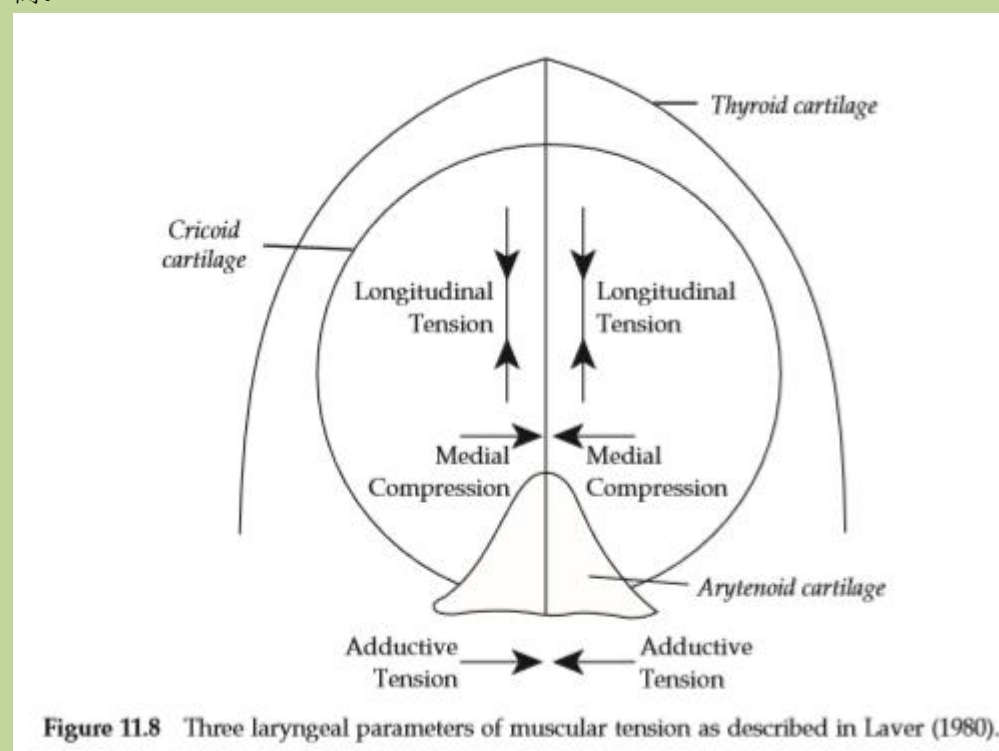 Thyroid cartilage
Cricoid
cartilage
Longitudinal
Tension
Longitudinal
Tension
Medial
Compression
Medial
Compression
Arytenoid cartilage
Adductive
Tension
Adductive
Tension
Figure 11.8 Three laryngeal parameters of muscular tension as described in Laver (1980).